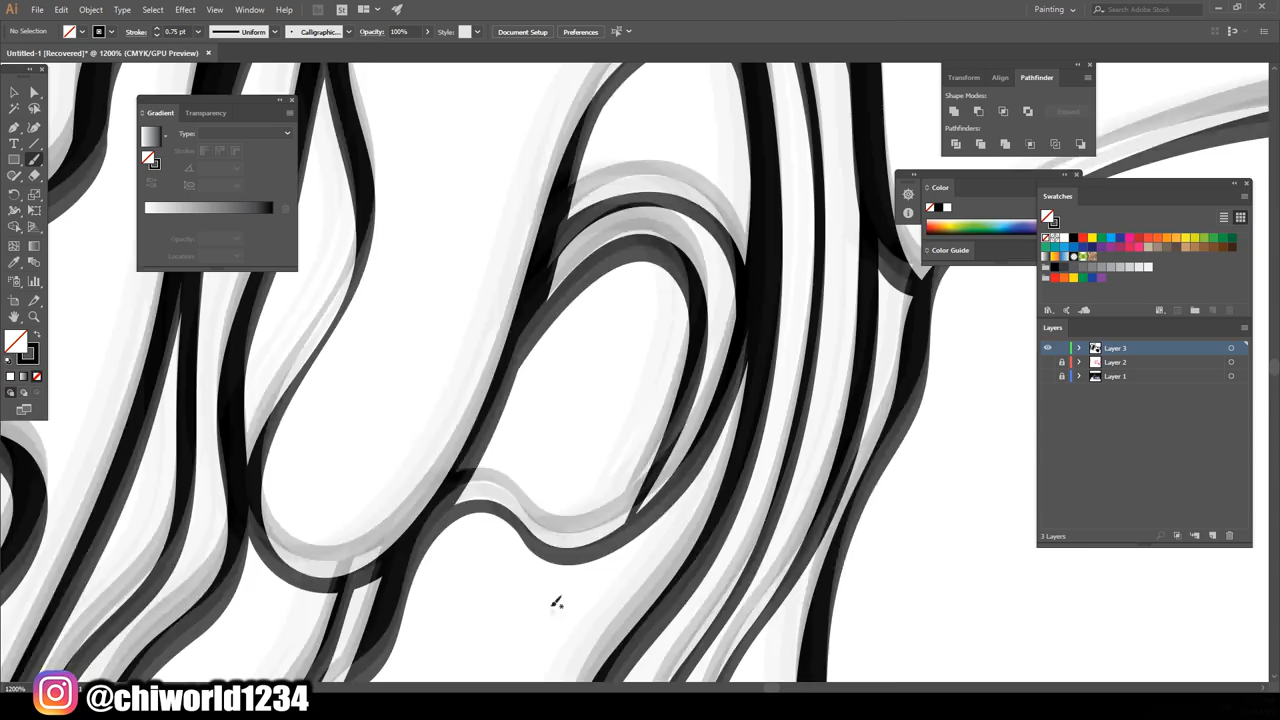 Ai File Edit Object Type Select Effect View Window Help Br St Painting Search Adobe Stock
No Selection Stroke: 0.75 pt Uniform Calligraphic... Opacity: 100% Style: Document Setup Preferences
Untitled-1 [Recovered]* @ 1200% (CMYK/GPU Preview)
Transform Align Pathfinder
Shape Modes:
Expand
Pathfinders:
Gradient Transparency
Type:
Stroke:
Opacity:
Location:
Color
Color Guide
Swatches
Layers
Layer 3
Layer 2
Layer 1
3 Layers
1200%
@chiworld1234